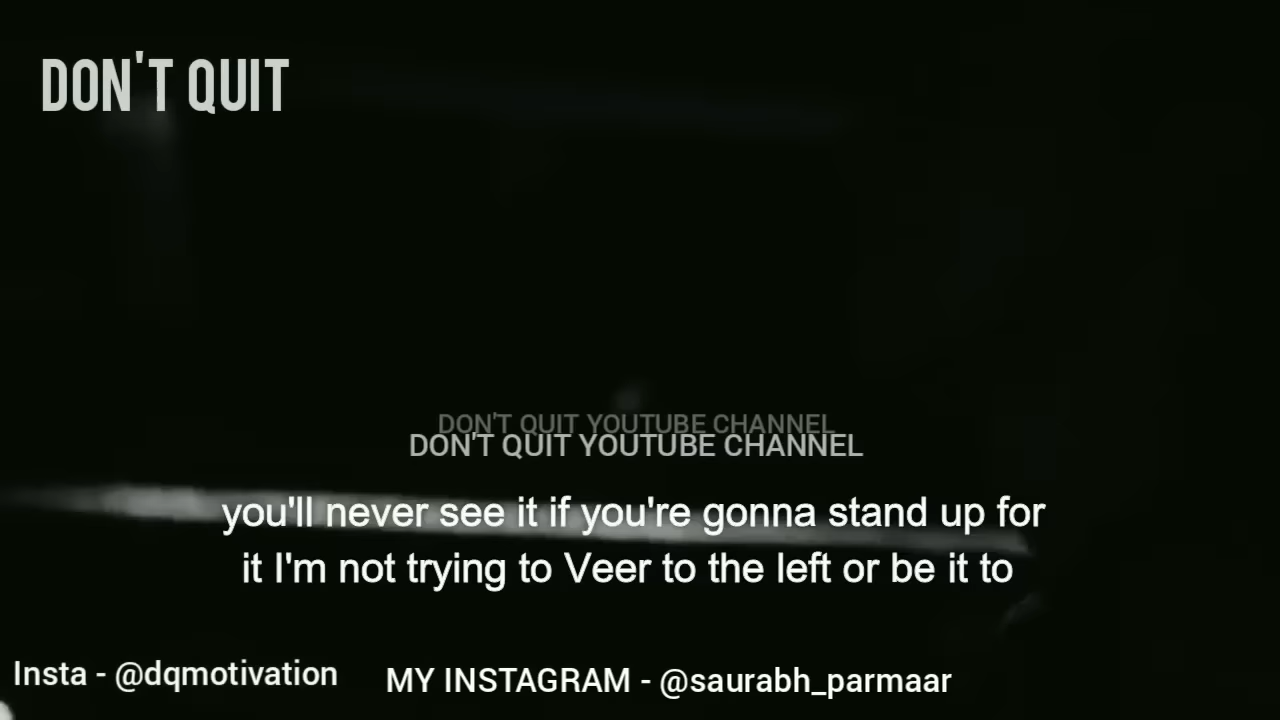 DON'T QUIT
DON'T QUIT YOUTUBE CHANNEL
DON'T QUIT YOUTUBE CHANNEL
you'll never see it if you're gonna stand up for
it I'm not trying to Veer to the left or be it to
Insta - @dqmotivation
MY INSTAGRAM - @saurabh_parmaar